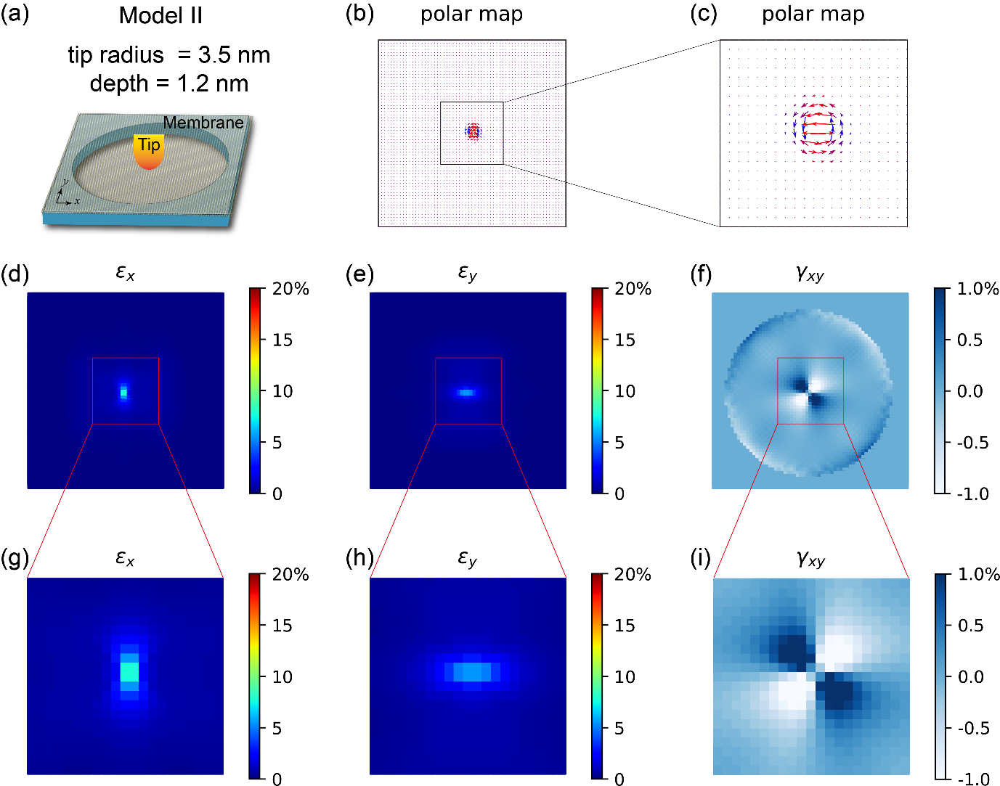 (a)
Model II
tip radius = 3.5 nm
depth = 1.2 nm
Membrane
Tip
y
x
(b)
polar map
(c)
polar map
(d)
εx
20%
15
10
5
0
(e)
εy
20%
15
10
5
0
(f)
γxy
1.0%
0.5
0.0
-0.5
-1.0
(g)
εx
20%
15
10
5
0
(h)
εy
20%
15
10
5
0
(i)
γxy
1.0%
0.5
0.0
-0.5
-1.0